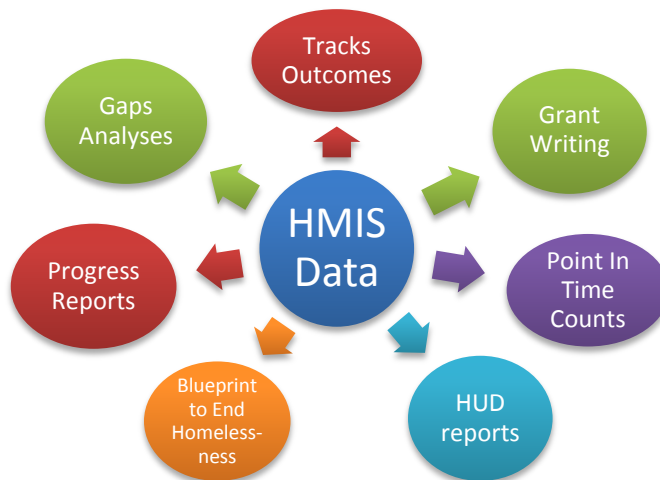 Tracks
Outcomes
Gaps
Analyses
Grant
Writing
HMIS
Data
Progress
Reports
Point In
Time
Counts
Blueprint
to End
Homeless-
ness
HUD
reports